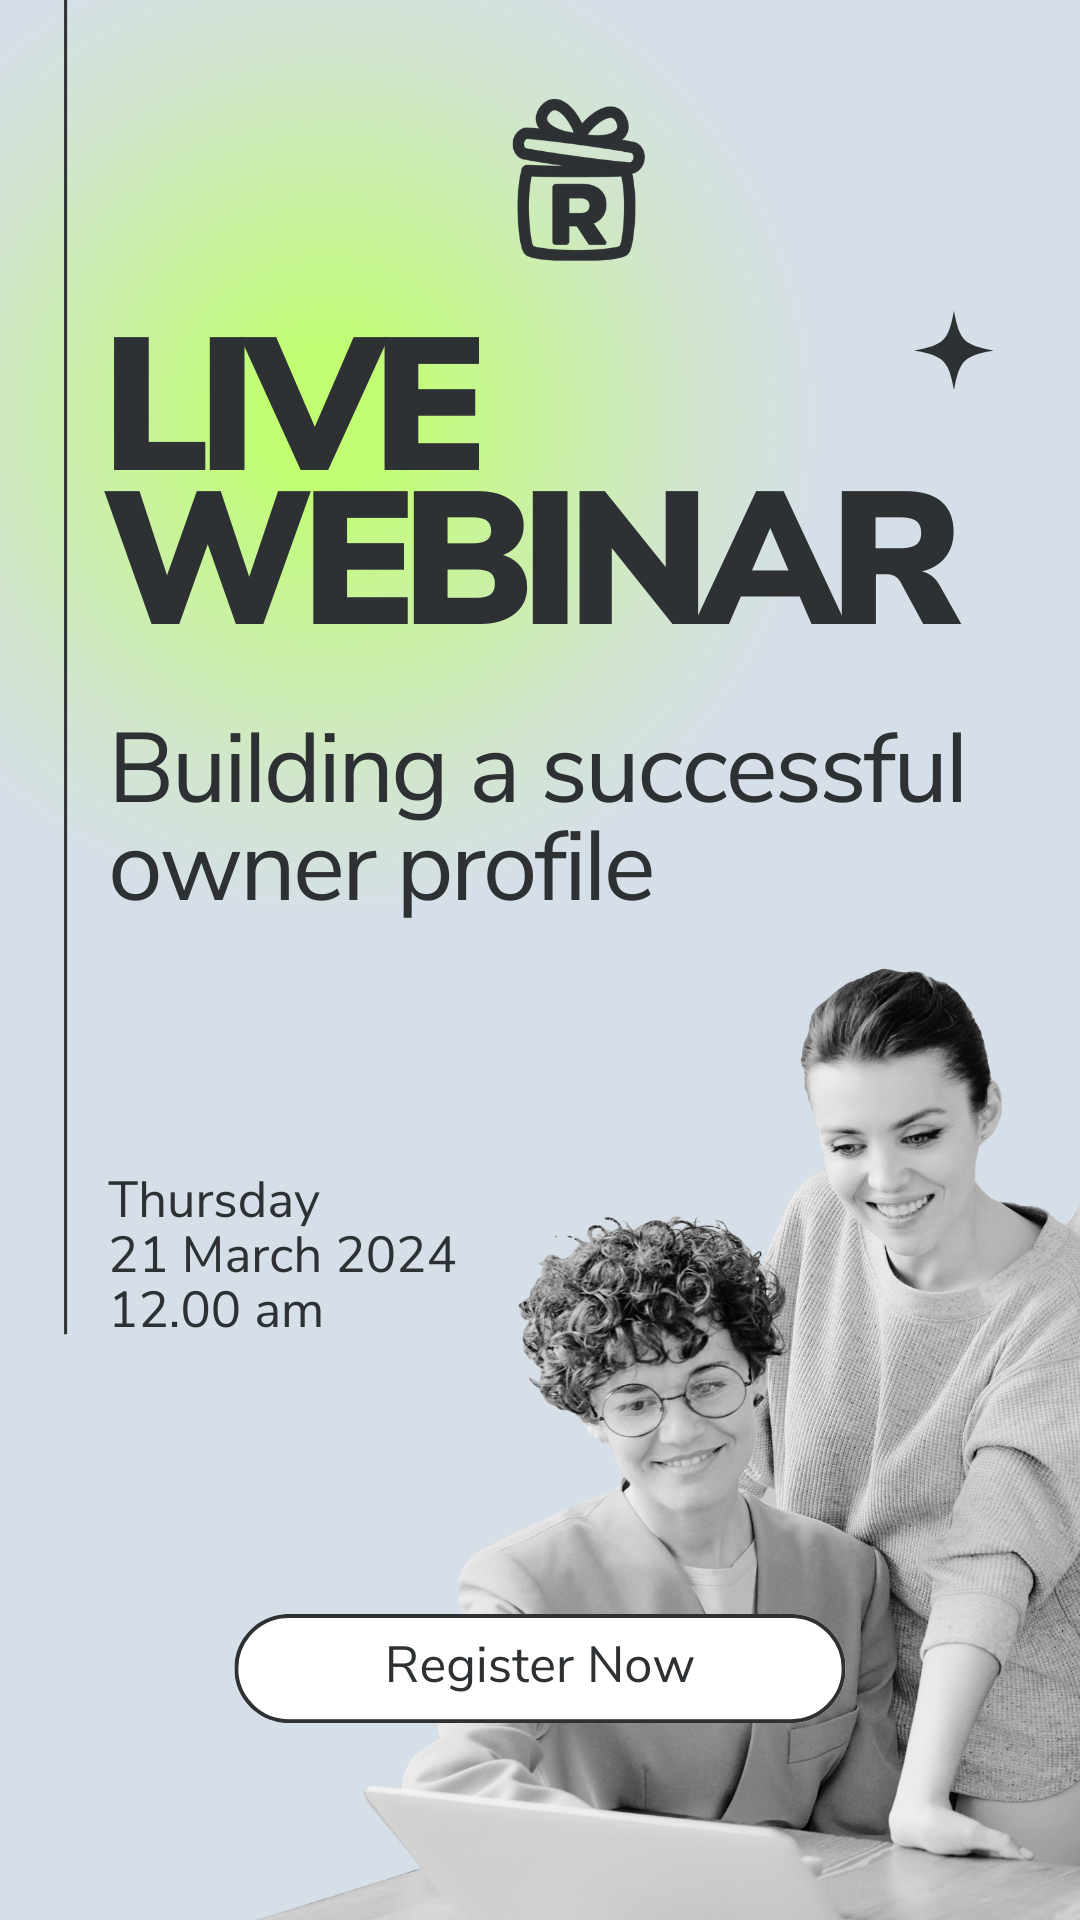 R
LIVE
WEBINAR
Building a successful
owner profile
Thursday
21 March 2024
12.00 am
Register Now